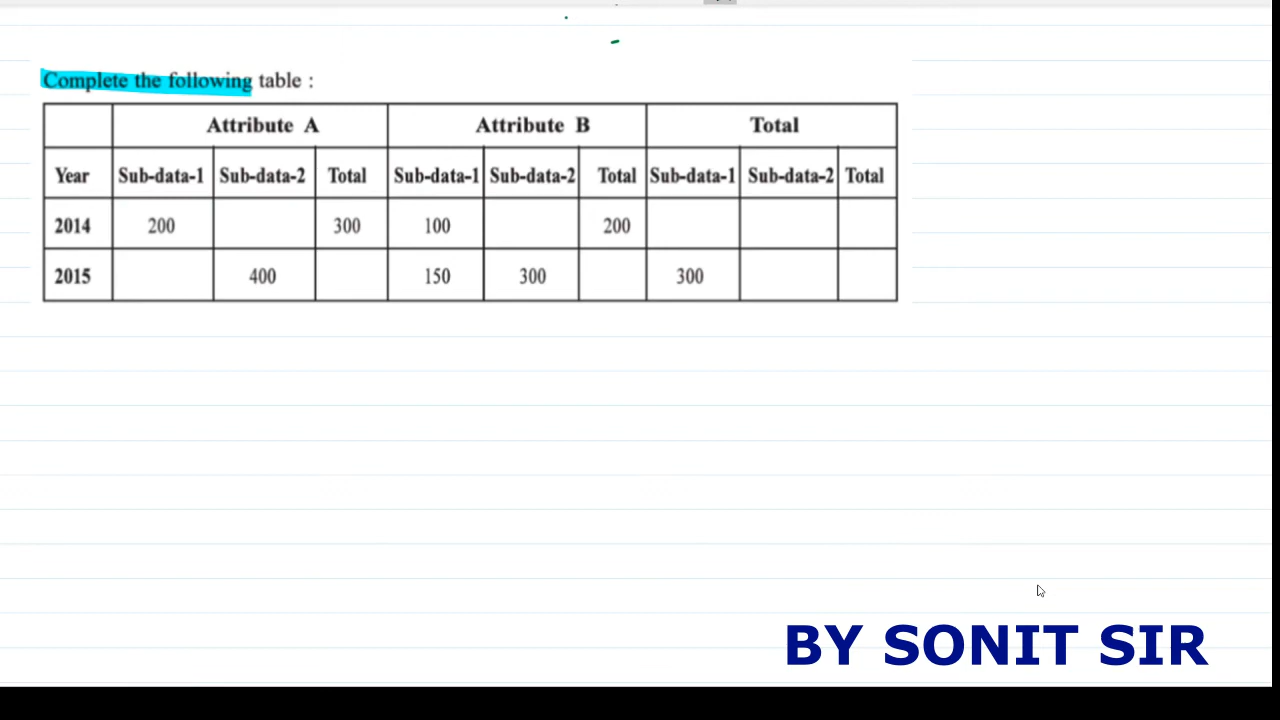 Complete the following table :
Attribute A Attribute B Total
Year Sub-data-1 Sub-data-2 Total Sub-data-1 Sub-data-2 Total Sub-data-1 Sub-data-2 Total
2014 200 300 100 200
2015 400 150 300 300
BY SONIT SIR